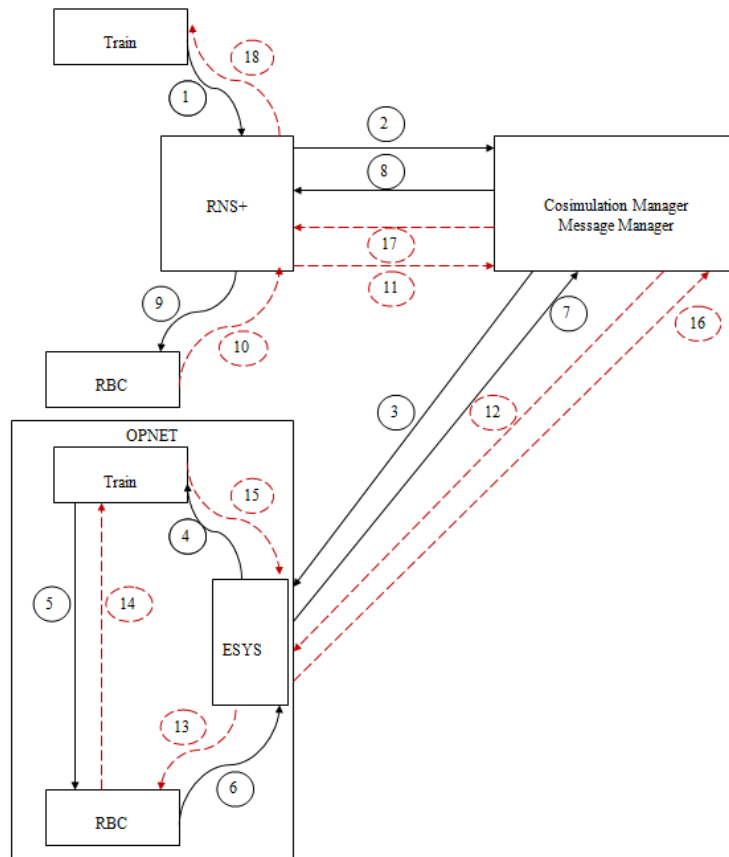 Train
18
1
2
8
RNS+
Cosimulation Manager
Message Manager
17
11
9
10
7
16
RBC
3
12
OPNET
Train
15
4
5
14
ESYS
13
6
RBC